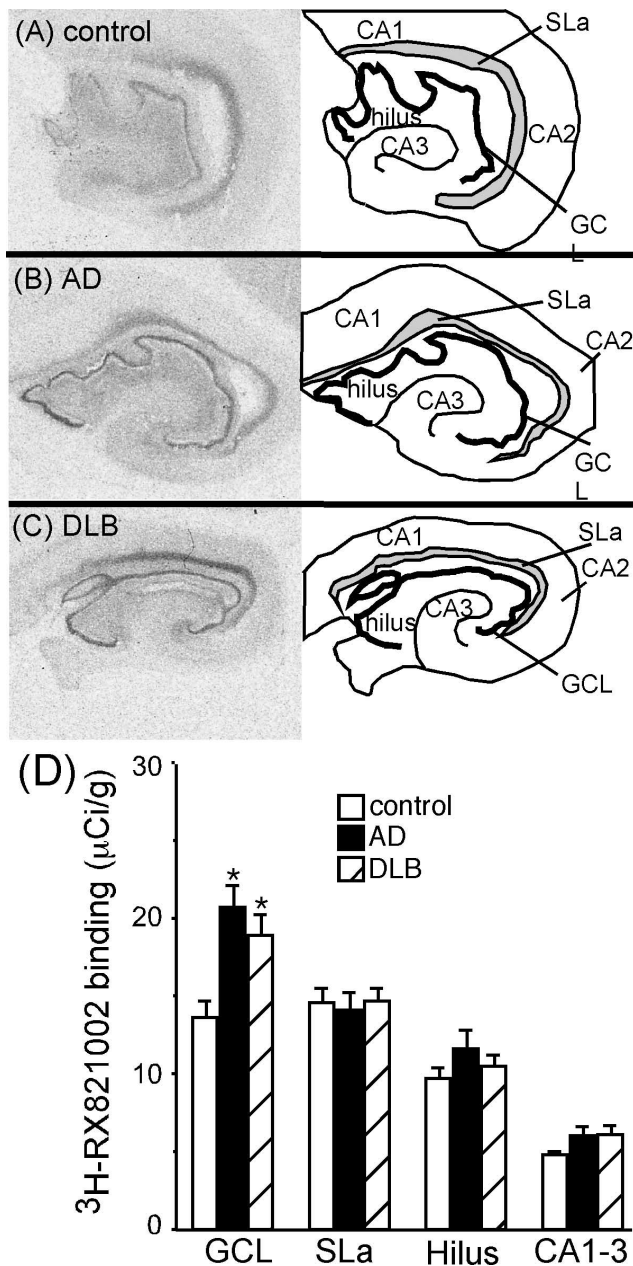 (A) control
CA1
SLa
hilus
CA3
CA2
GC
L
(B) AD
CA1
SLa
CA2
hilus
CA3
GC
L
(C) DLB
CA1
SLa
CA2
CA3
hilus
GCL
(D)
30
20
10
0
³H-RX821002 binding (μCi/g)
control
AD
DLB
* *
GCL SLa Hilus CA1-3